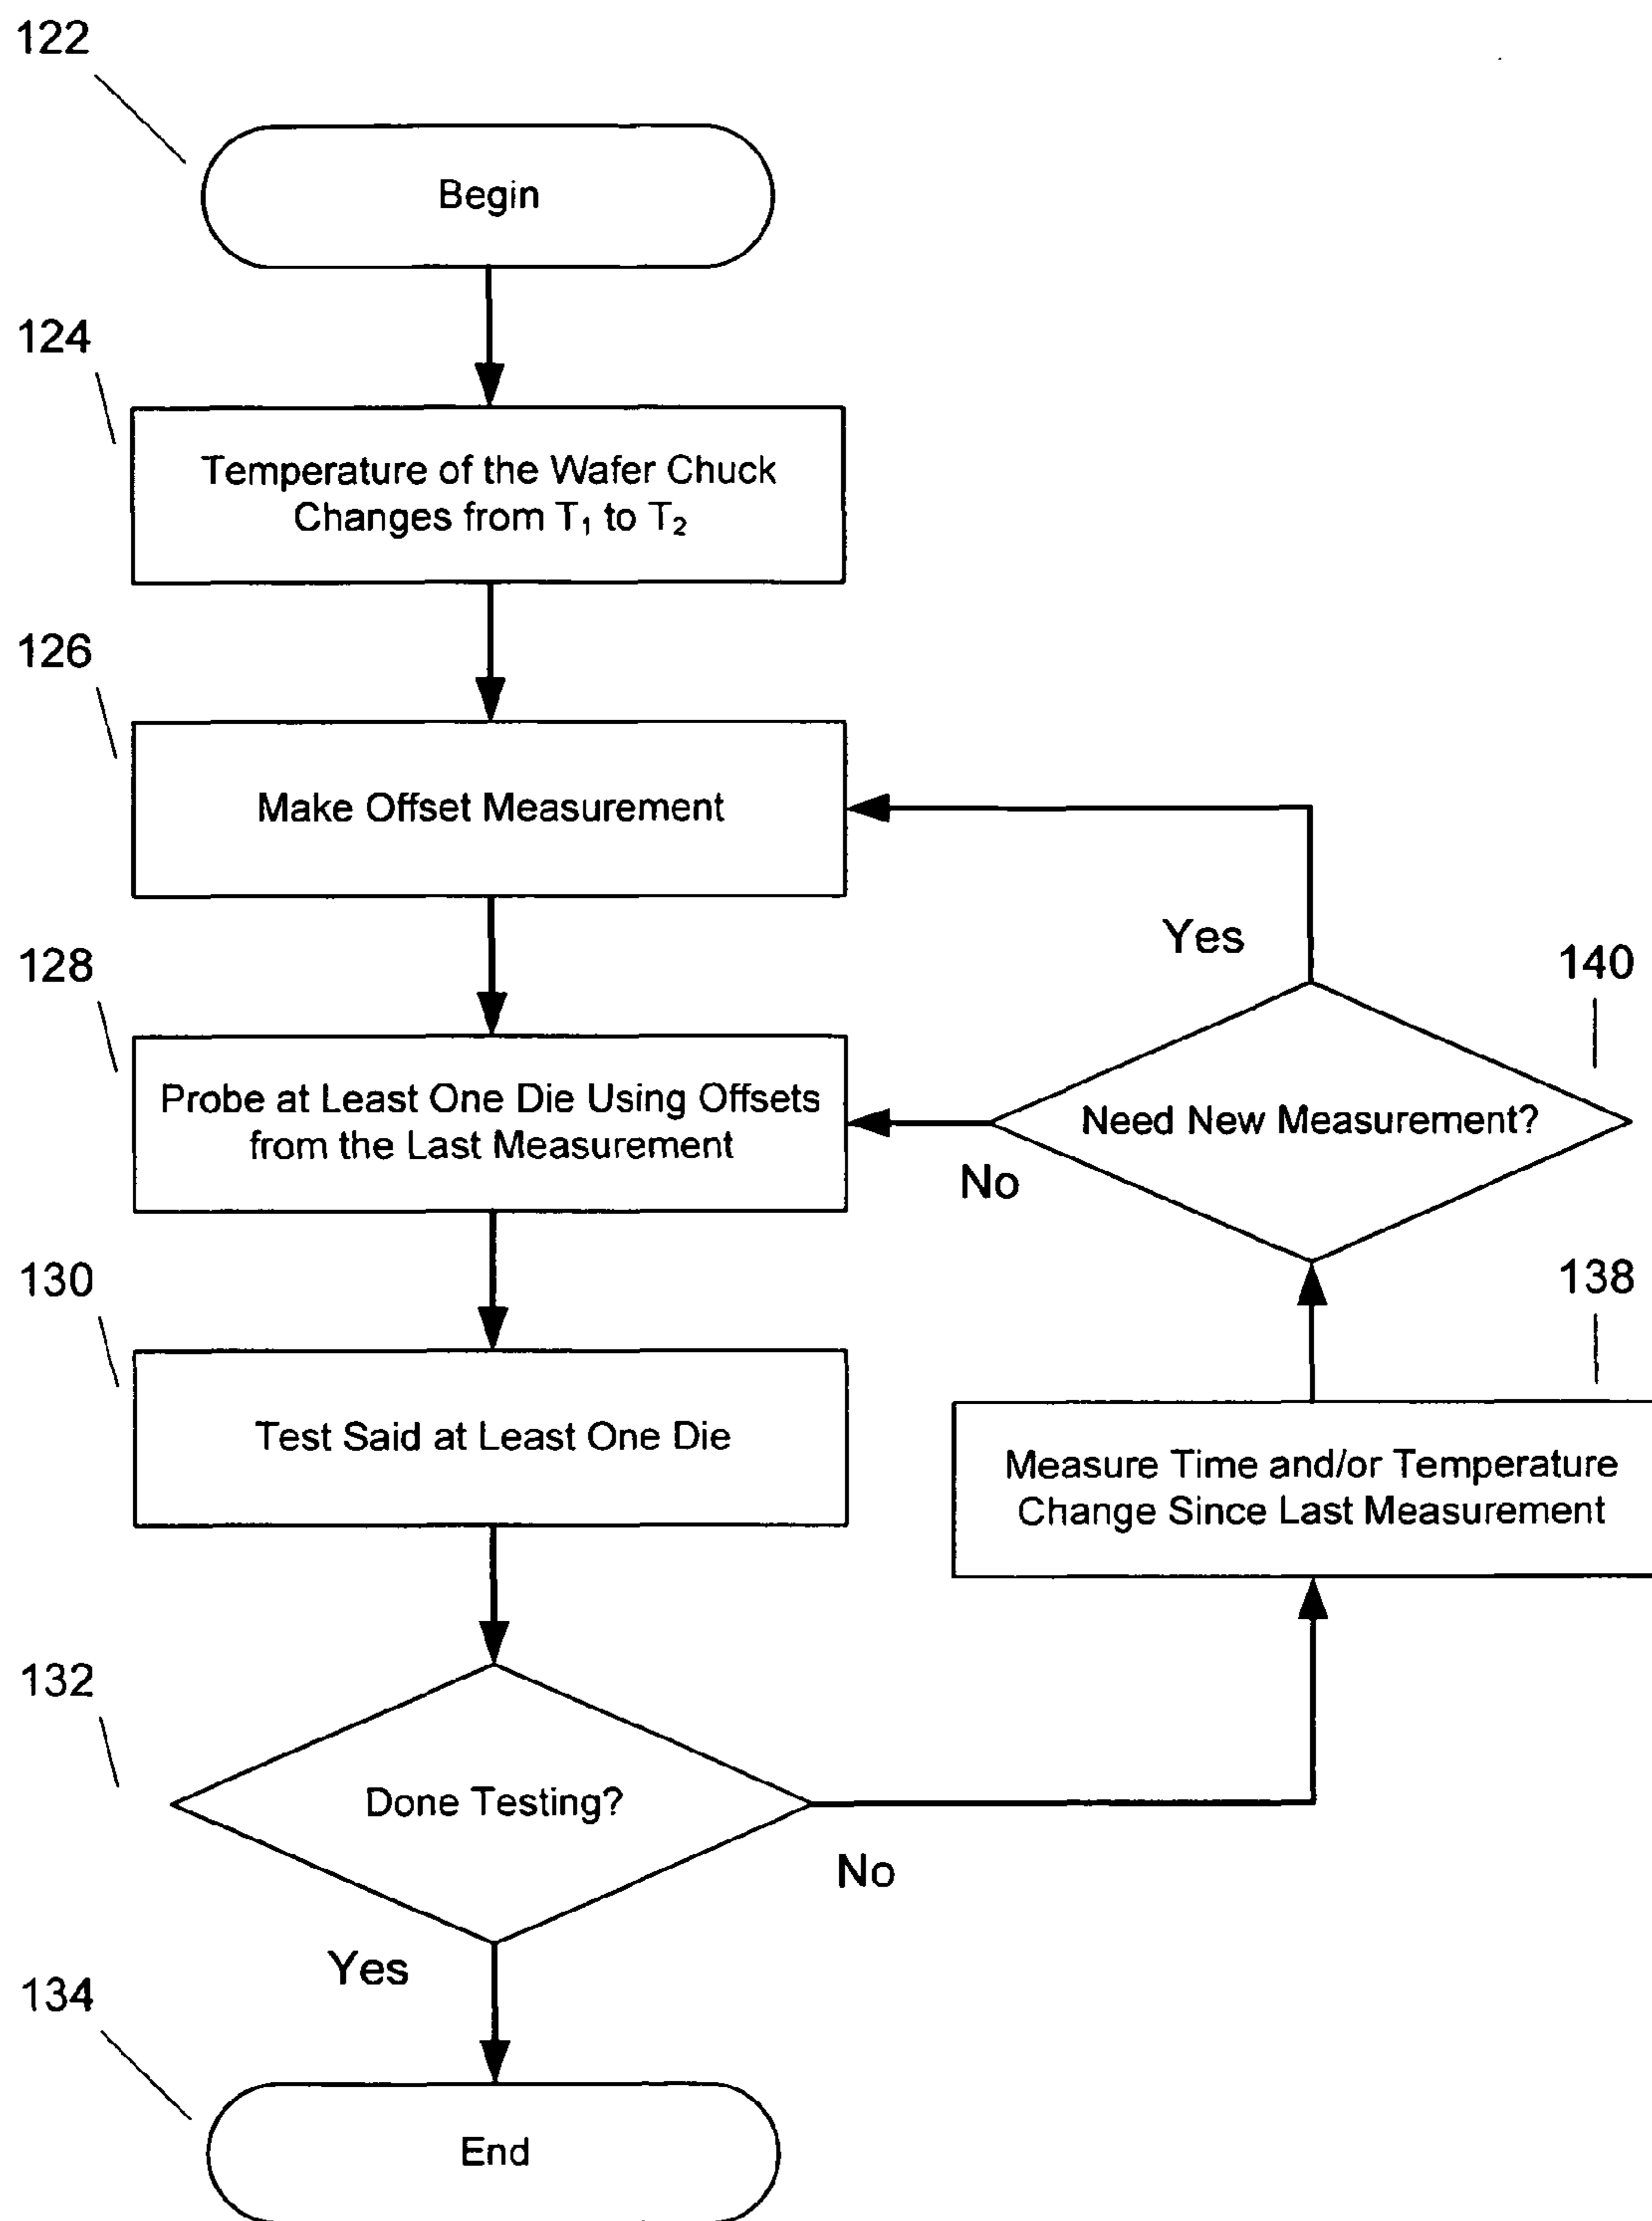 122
Begin
124
Temperature of the Wafer Chuck
Changes from T₁ to T₂
126
Make Offset Measurement
Yes
128
140
Probe at Least One Die Using Offsets
from the Last Measurement
Need New Measurement?
No
130
138
Test Said at Least One Die
Measure Time and/or Temperature
Change Since Last Measurement
132
Done Testing?
No
Yes
134
End